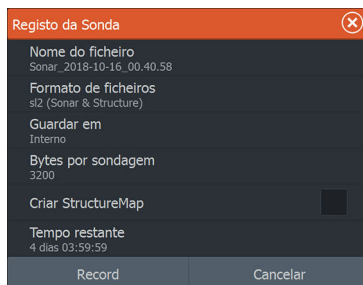 Registo da Sonda
Nome do ficheiro
Sonar_2018-10-16_00.40.58
Formato de ficheiros
sl2 (Sonar & Structure)
Guardar em
Interno
Bytes por sondagem
3200
Criar StructureMap
Tempo restante
4 dias 03:59:59
Record Cancelar